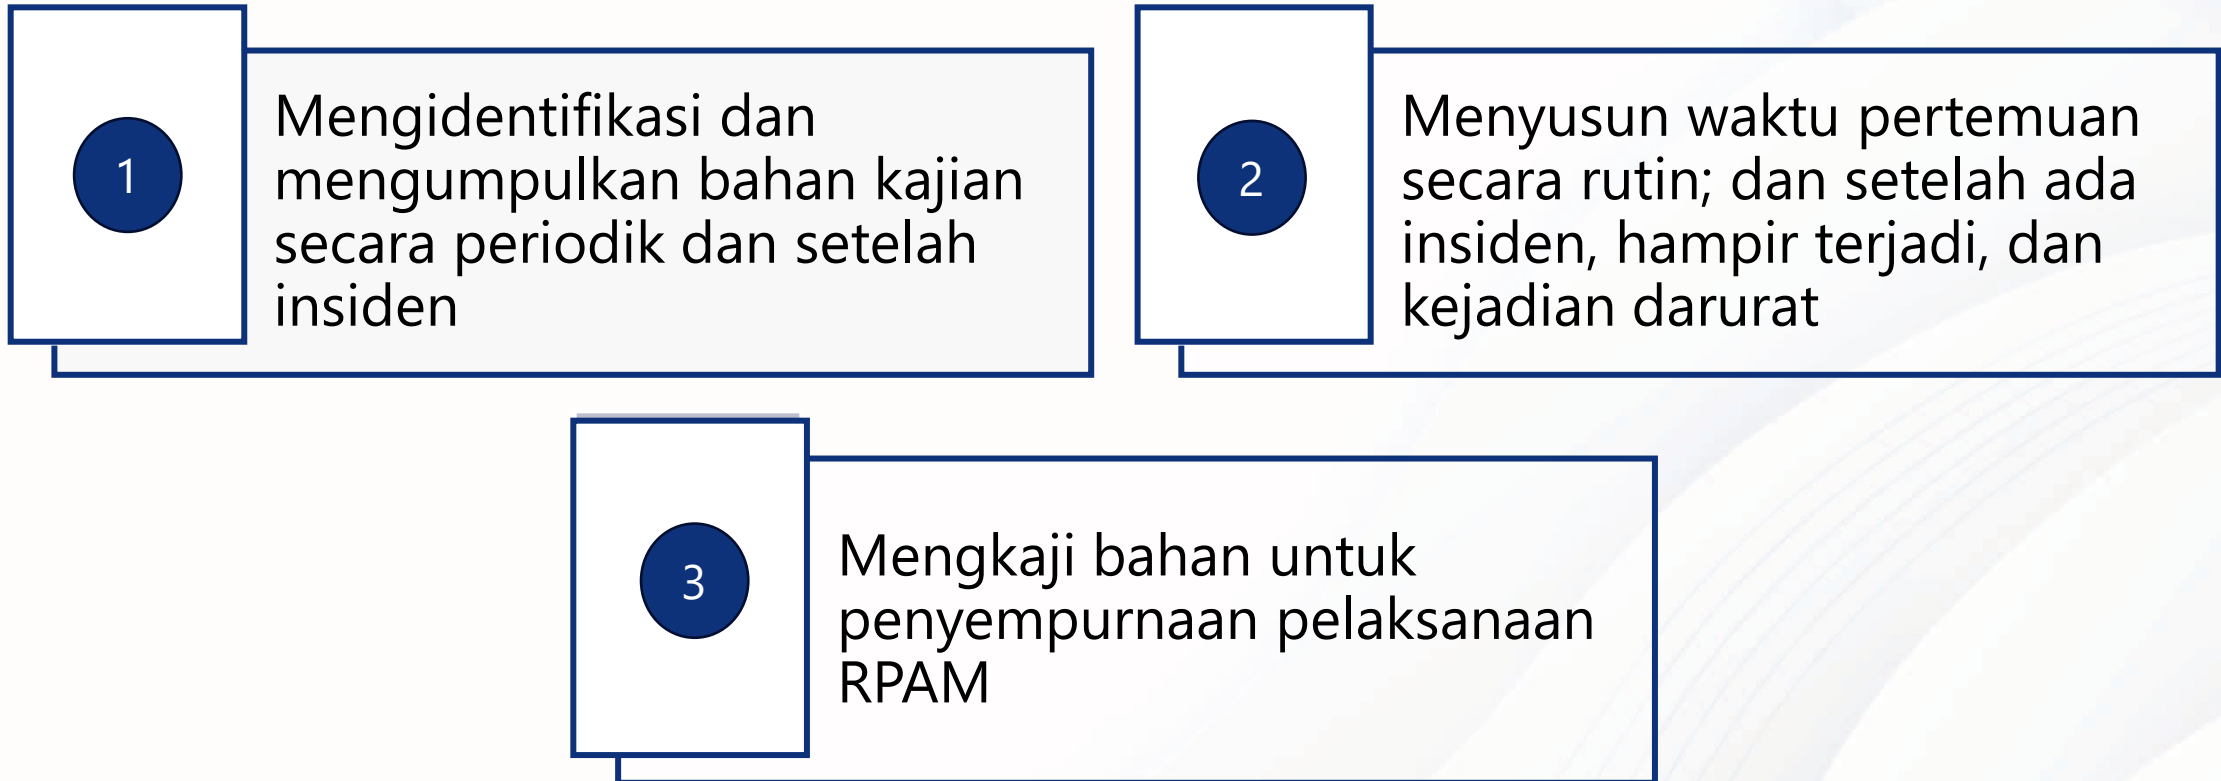 1
Mengidentifikasi dan
mengumpulkan bahan kajian
secara periodik dan setelah
insiden
2
Menyusun waktu pertemuan
secara rutin; dan setelah ada
insiden, hampir terjadi, dan
kejadian darurat
3
Mengkaji bahan untuk
penyempurnaan pelaksanaan
RPAM